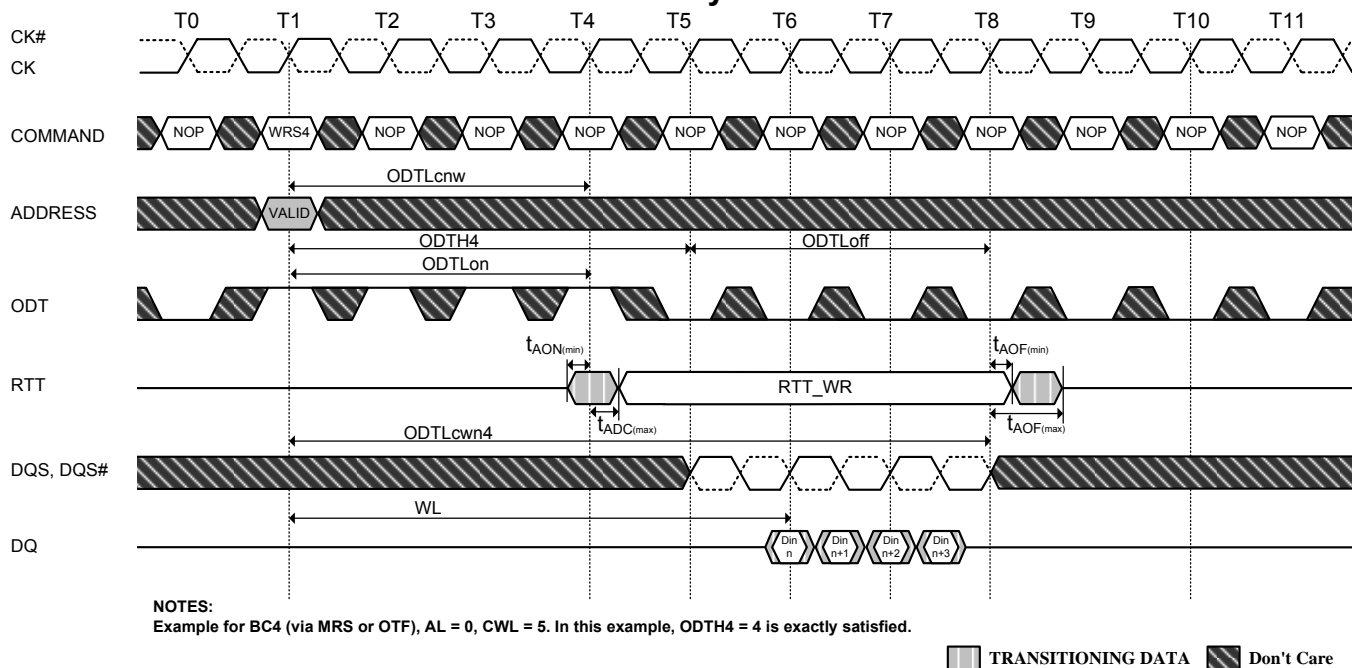 T0 T1 T2 T3 T4 T5 T6 T7 T8 T9 T10 T11
CK#
CK
COMMAND NOP WRS4 NOP NOP NOP NOP NOP NOP NOP NOP NOP NOP
ODTLcnw
ADDRESS VALID
ODTH4 ODTLoff
ODTLon
ODT
tAON(min) tAOF(min)
RTT RTT_WR
tADC(max) tAOF(max)
ODTLcwn4
DQS, DQS#
WL
DQ Din n Din n+1 Din n+2 Din n+3
NOTES:
Example for BC4 (via MRS or OTF), AL = 0, CWL = 5. In this example, ODTH4 = 4 is exactly satisfied.
TRANSITIONING DATA Don't Care